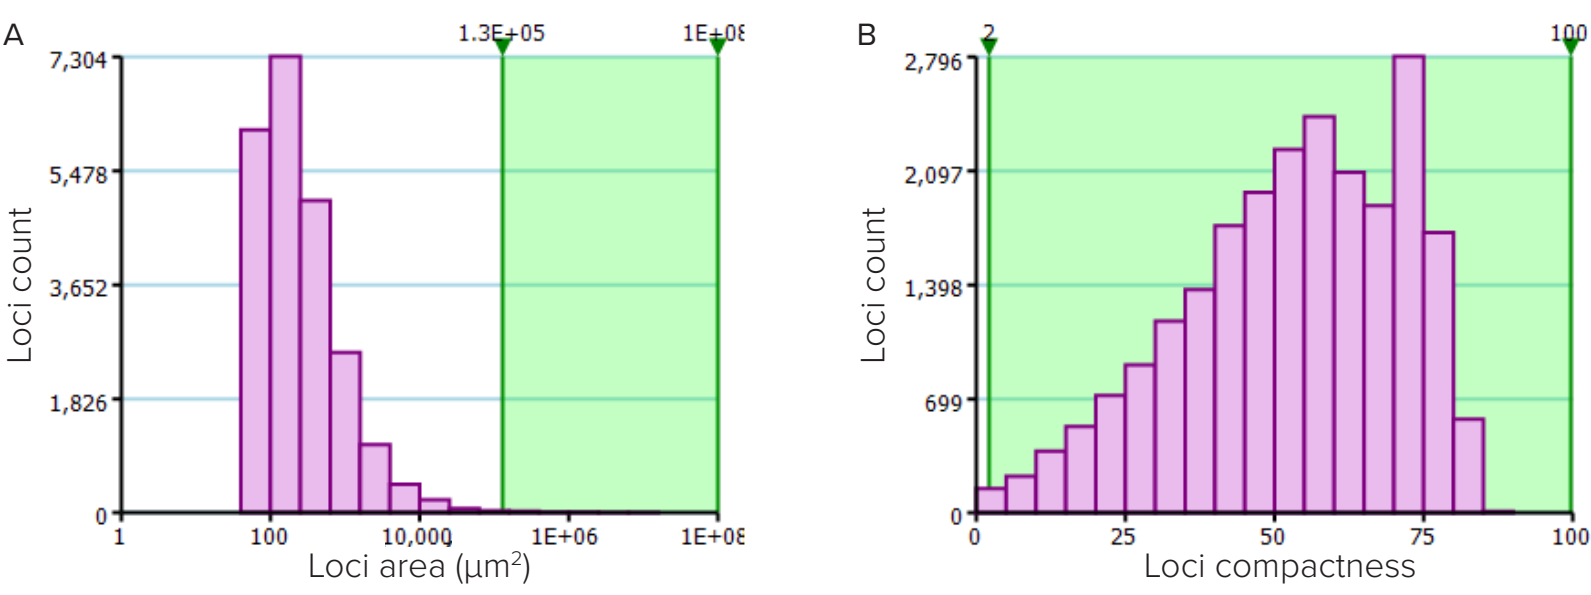 A
1.3E+05 1E+08
7,304
5,478
3,652
1,826
0
Loci count
1 100 10,000 1E+06 1E+08
Loci area (µm²)
B
2 100
2,796
2,097
1,398
699
0
Loci count
0 25 50 75 100
Loci compactness